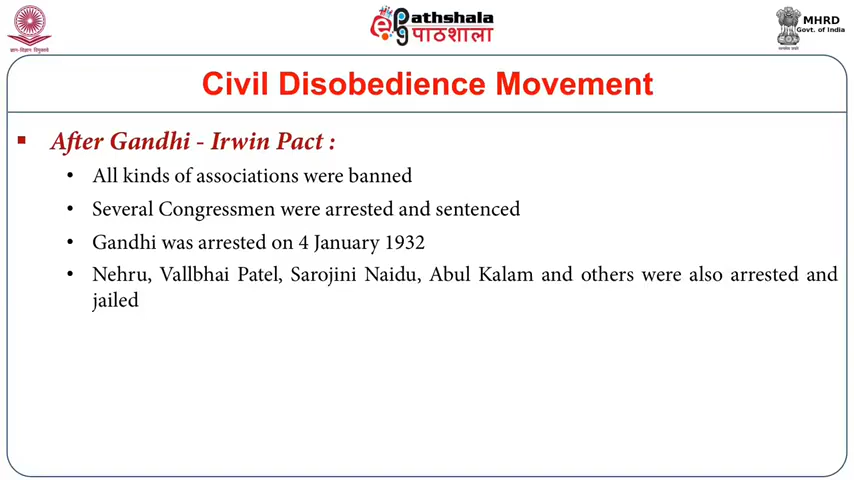 ePathshala
पाठशाला
MHRD
Govt. of India
ज्ञान-विज्ञान विमुक्तये
Civil Disobedience Movement
After Gandhi - Irwin Pact :
All kinds of associations were banned
Several Congressmen were arrested and sentenced
Gandhi was arrested on 4 January 1932
Nehru, Vallbhai Patel, Sarojini Naidu, Abul Kalam and others were also arrested and
jailed